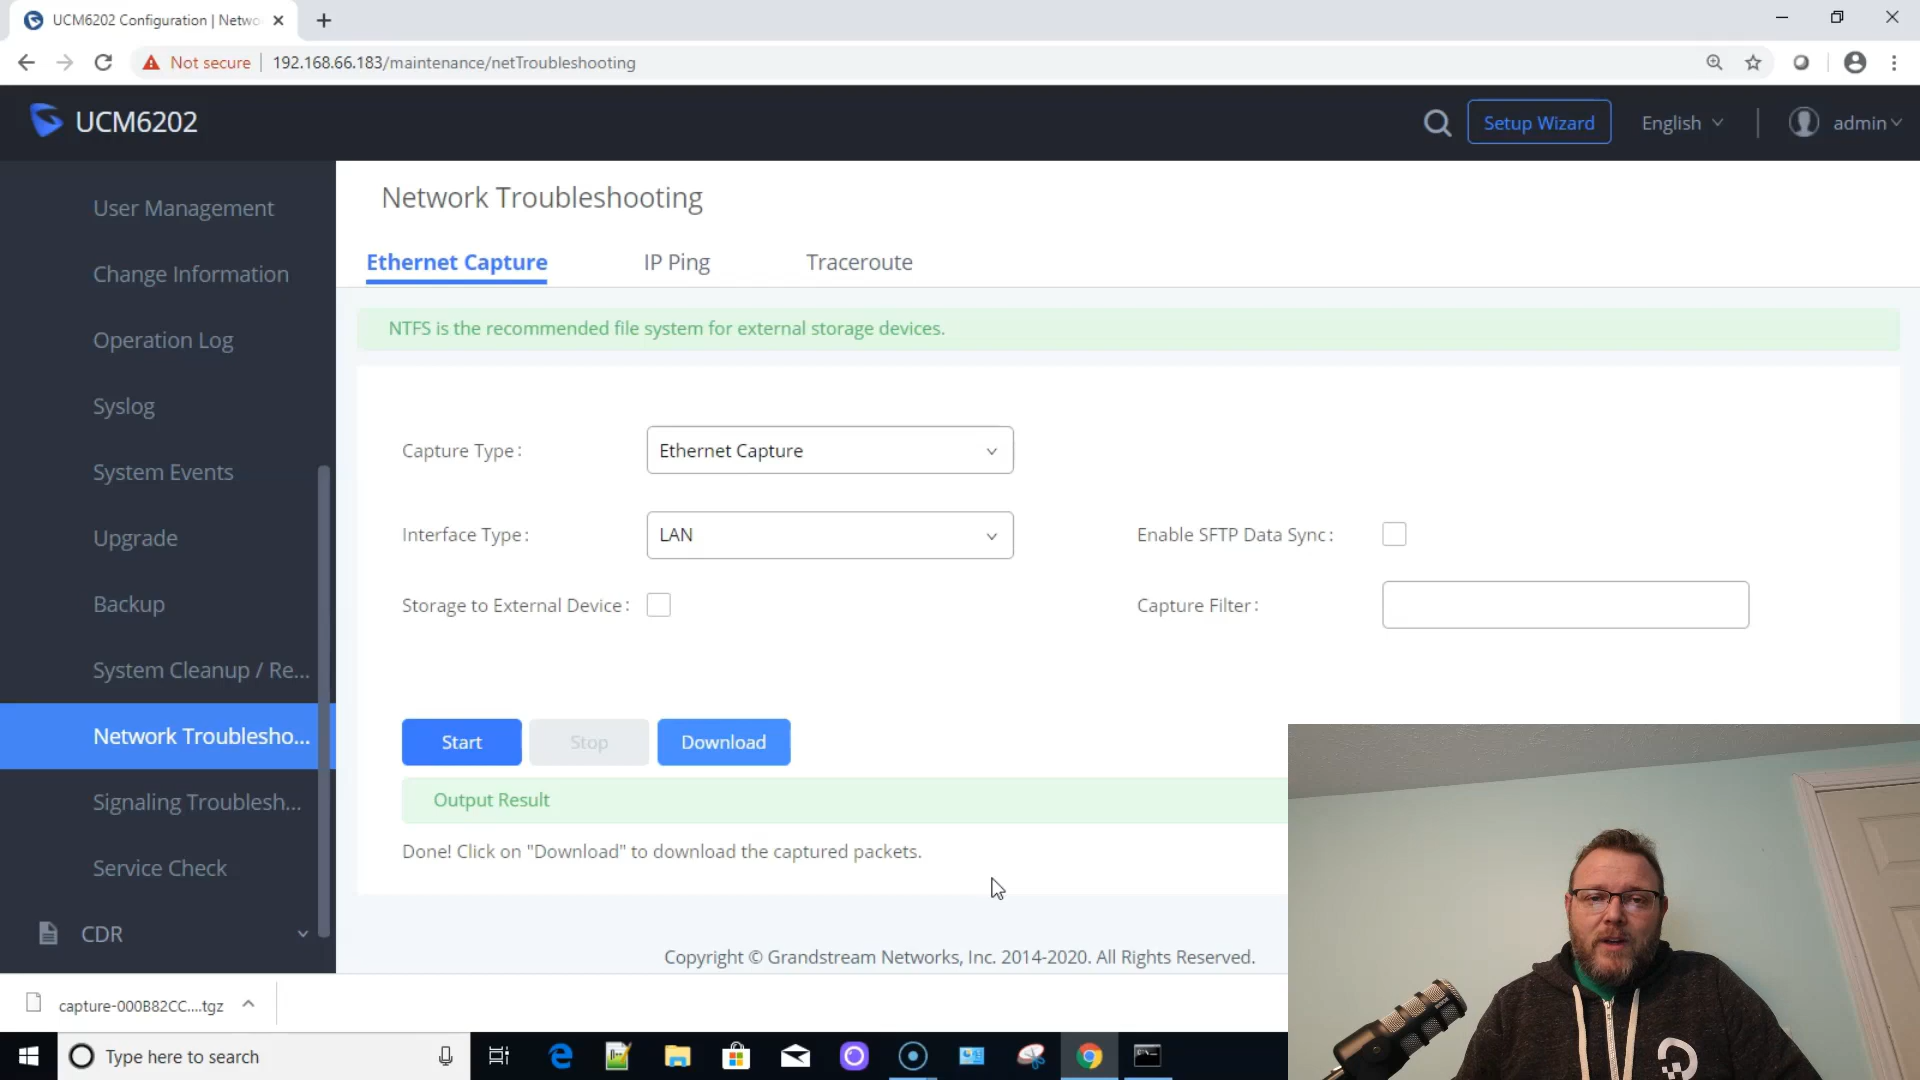 UCM6202 Configuration | Netwo
Not secure
192.168.66.183/maintenance/netTroubleshooting
UCM6202
Setup Wizard
English
admin
User Management
Change Information
Operation Log
Syslog
System Events
Upgrade
Backup
System Cleanup / Re...
Network Troublesho...
Signaling Troublesh...
Service Check
CDR
Network Troubleshooting
Ethernet Capture
IP Ping
Traceroute
NTFS is the recommended file system for external storage devices.
Capture Type:
Ethernet Capture
Interface Type:
LAN
Enable SFTP Data Sync:
Storage to External Device:
Capture Filter:
Start
Stop
Download
Output Result
Done! Click on "Download" to download the captured packets.
Copyright © Grandstream Networks, Inc. 2014-2020. All Rights Reserved.
capture-000B82CC....tgz
Type here to search